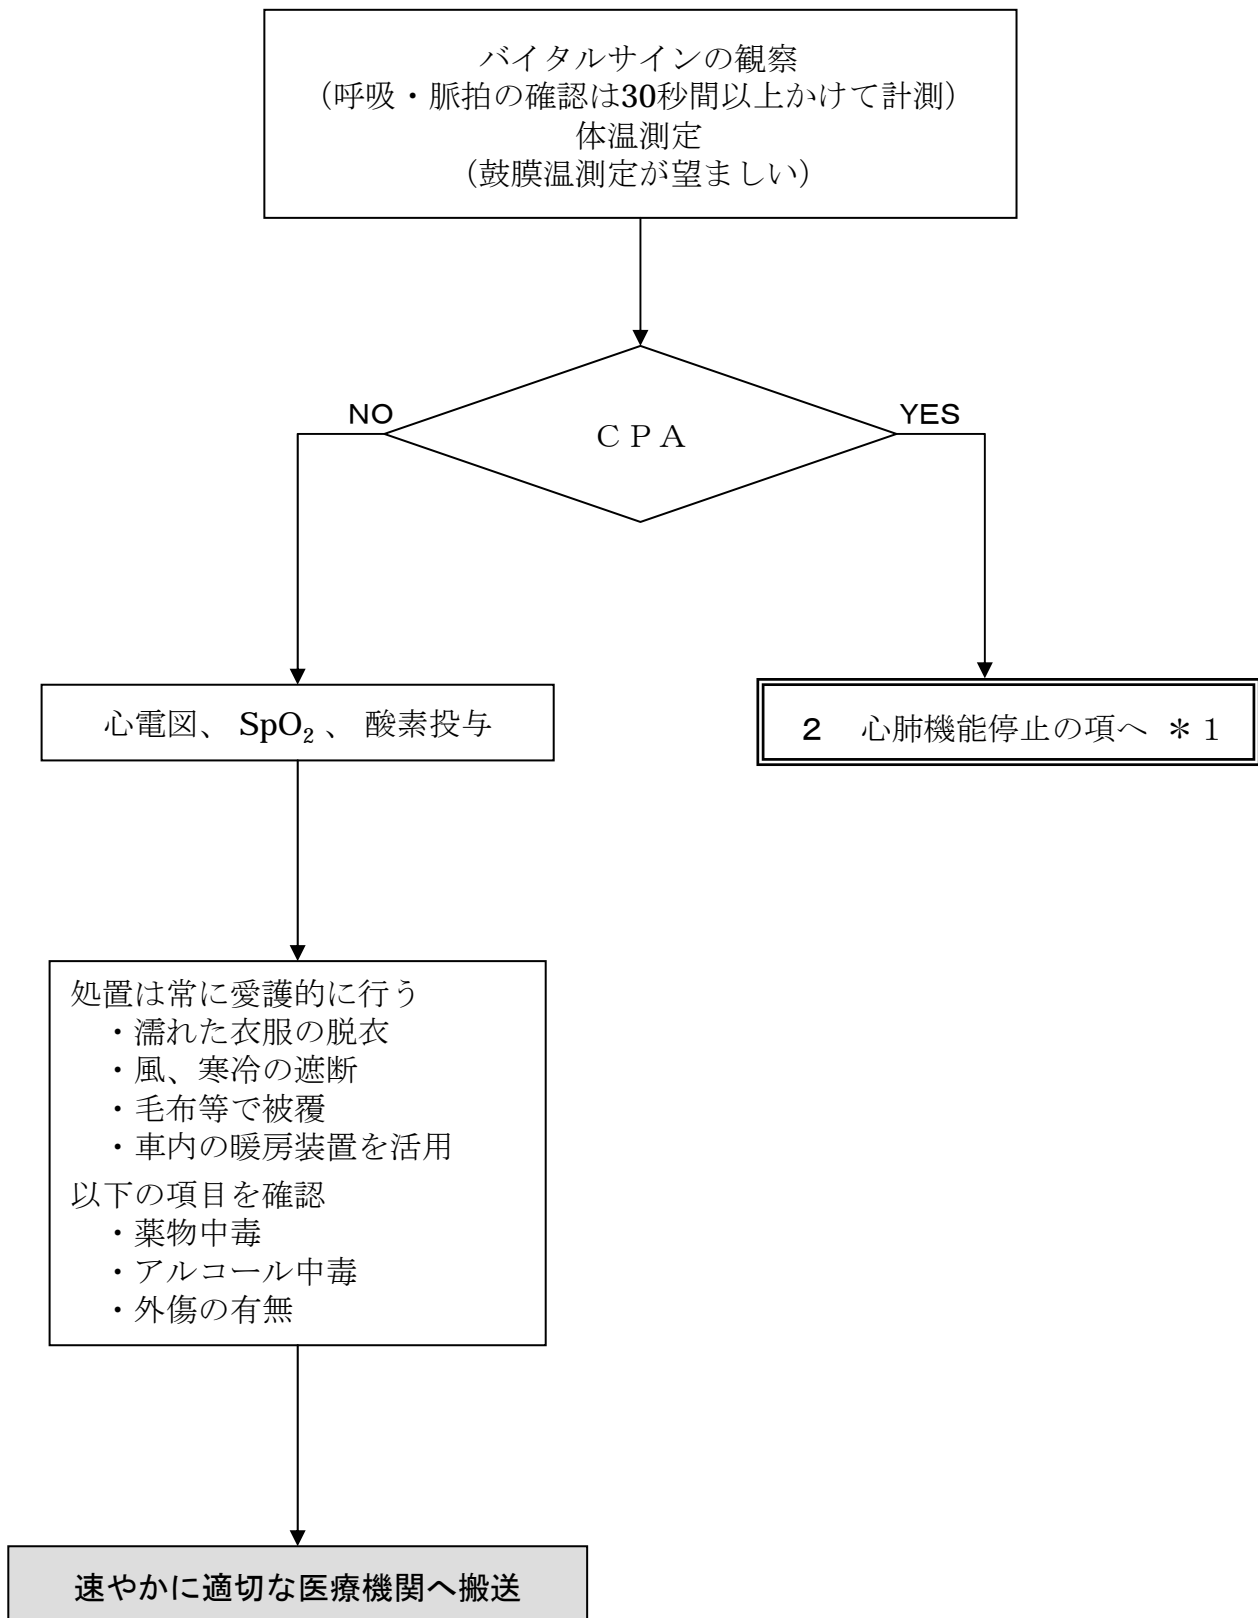 バイタルサインの観察
（呼吸・脈拍の確認は30秒間以上かけて計測）
体温測定
（鼓膜温測定が望ましい）
NO
ＣＰＡ
YES
心電図、 SpO₂ 、 酸素投与
２　心肺機能停止の項へ ＊１
処置は常に愛護的に行う
・濡れた衣服の脱衣
・風、寒冷の遮断
・毛布等で被覆
・車内の暖房装置を活用
以下の項目を確認
・薬物中毒
・アルコール中毒
・外傷の有無
速やかに適切な医療機関へ搬送